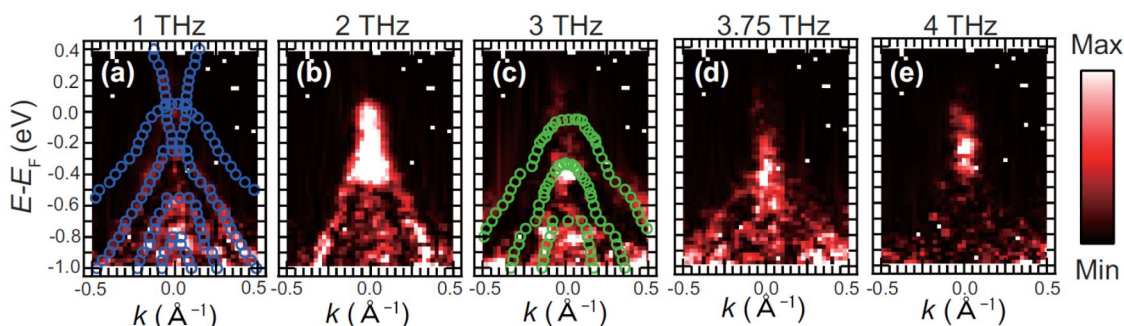 1 THz 2 THz 3 THz 3.75 THz 4 THz
(a) (b) (c) (d) (e)
Max
Min
E-E_F (eV)
0.4
0.2
0.0
-0.2
-0.4
-0.6
-0.8
-1.0
-0.5 0.0 0.5 -0.5 0.0 0.5 -0.5 0.0 0.5 -0.5 0.0 0.5 -0.5 0.0 0.5
k (Å⁻¹) k (Å⁻¹) k (Å⁻¹) k (Å⁻¹) k (Å⁻¹)